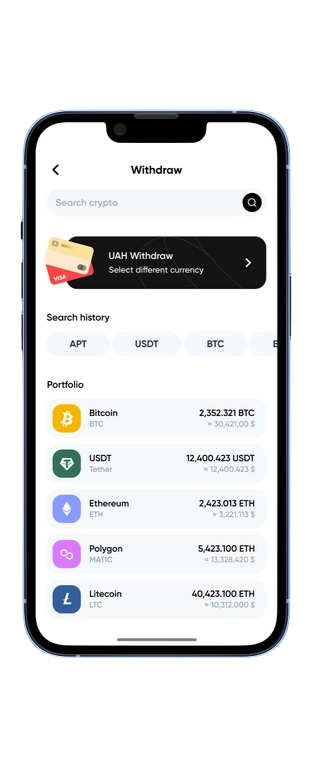 Withdraw
Search crypto
VISA
UAH Withdraw
Select different currency
Search history
APT USDT BTC
Portfolio
Bitcoin 2,352.321 BTC
BTC ≈ 30,421,00 $
USDT 12,400.423 USDT
Tether ≈ 12,400.423 $
Ethereum 2,423.013 ETH
ETH ≈ 3,221.113 $
Polygon 5,423.100 ETH
MATIC ≈ 13,328.420 $
Litecoin 40,423.100 ETH
LTC ≈ 10,312.000 $